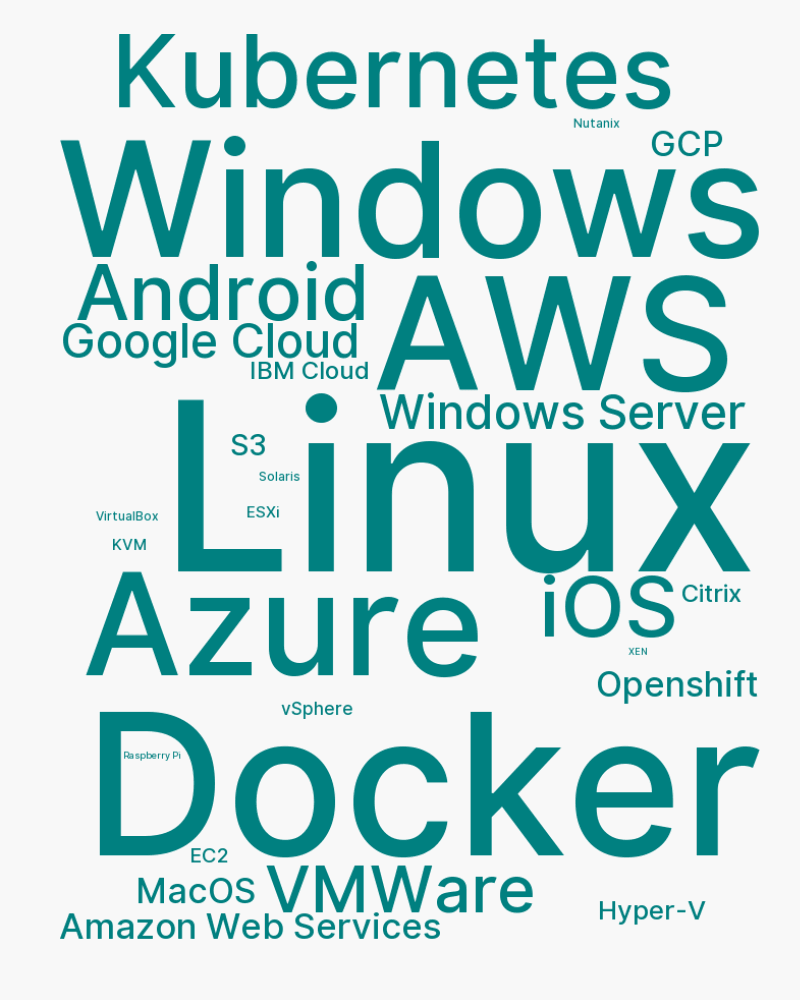 Kubernetes
Nutanix
GCP
Windows
Android
AWS
Google Cloud
IBM Cloud
Windows Server
Linux
S3
Solaris
ESXi
VirtualBox
KVM
Azure
iOS
Citrix
XEN
Openshift
vSphere
Docker
Raspberry Pi
EC2
MacOS
VMWare
Hyper-V
Amazon Web Services